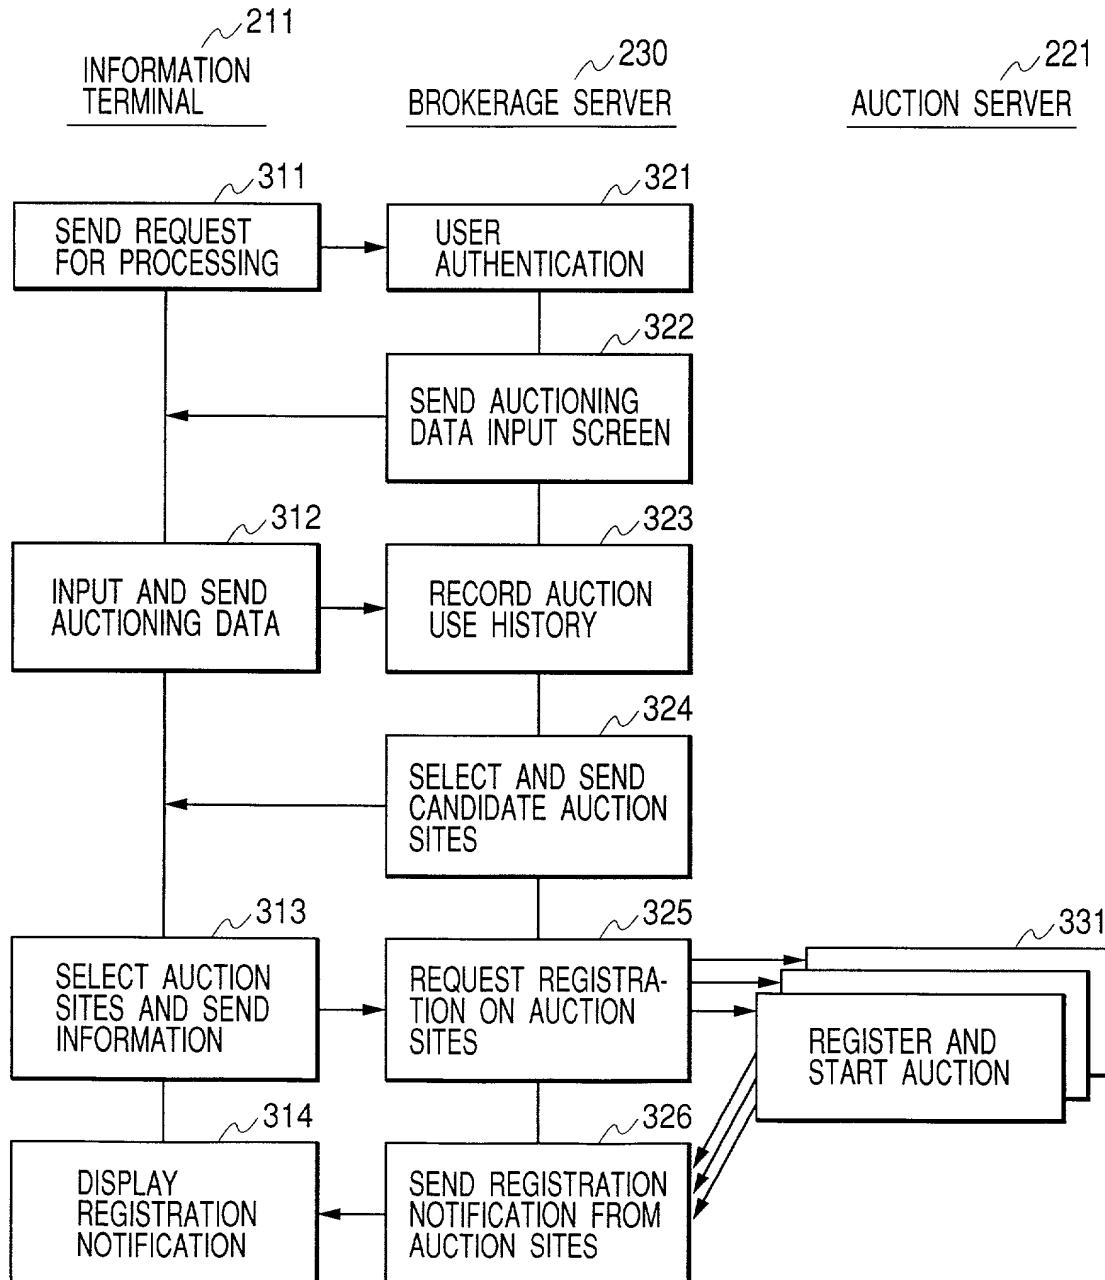 211
INFORMATION
TERMINAL
230
BROKERAGE SERVER
221
AUCTION SERVER
311
SEND REQUEST
FOR PROCESSING
321
USER
AUTHENTICATION
322
SEND AUCTIONING
DATA INPUT SCREEN
312
INPUT AND SEND
AUCTIONING DATA
323
RECORD AUCTION
USE HISTORY
324
SELECT AND SEND
CANDIDATE AUCTION
SITES
313
SELECT AUCTION
SITES AND SEND
INFORMATION
325
REQUEST REGISTRA-
TION ON AUCTION
SITES
331
REGISTER AND
START AUCTION
314
DISPLAY
REGISTRATION
NOTIFICATION
326
SEND REGISTRATION
NOTIFICATION FROM
AUCTION SITES